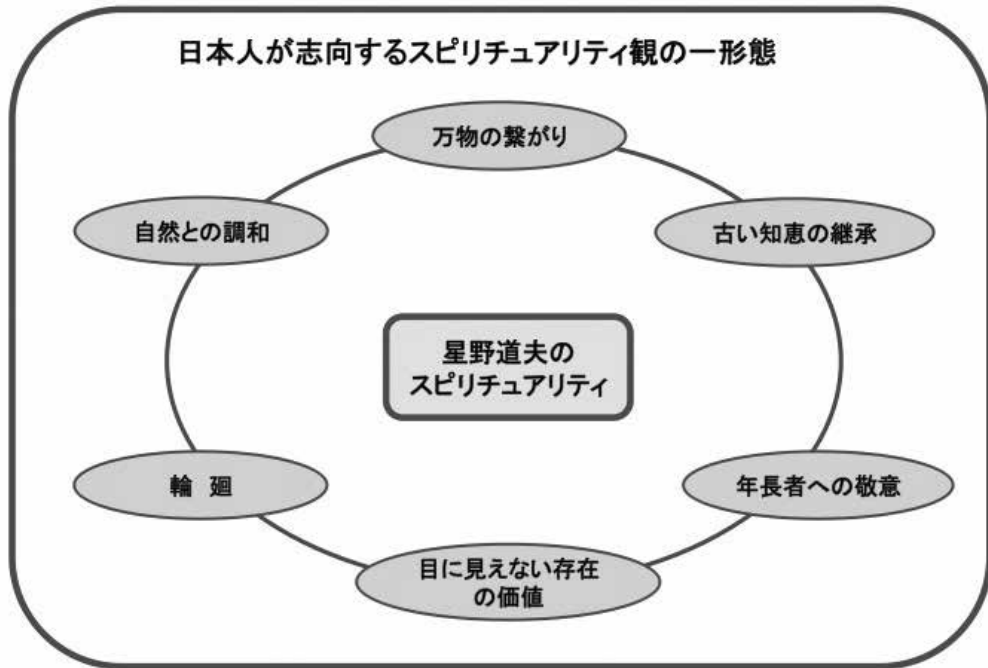 日本人が志向するスピリチュアリティ観の一形態
万物の繋がり
自然との調和
古い知恵の継承
星野道夫の
スピリチュアリティ
輪　廻
年長者への敬意
目に見えない存在
の価値